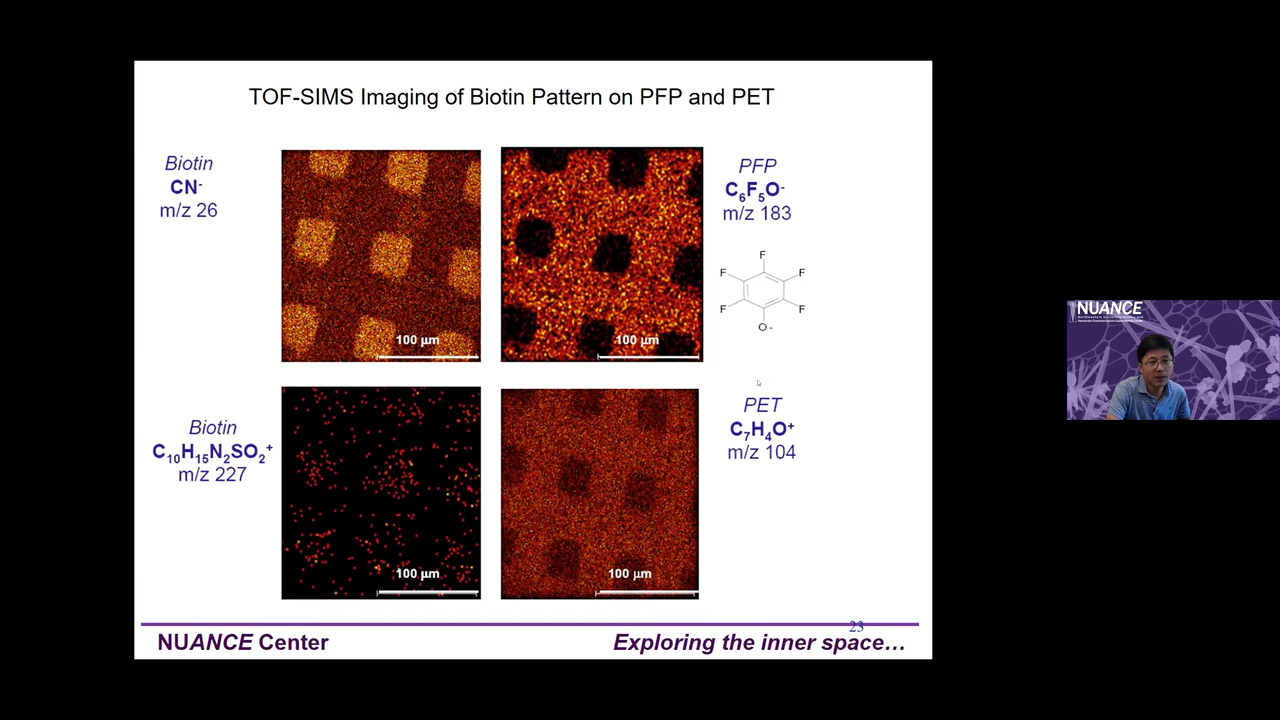 TOF-SIMS Imaging of Biotin Pattern on PFP and PET
Biotin
CN-
m/z 26
100 µm
100 µm
PFP
C6F5O-
m/z 183
F
F
F
F
F
O-
Biotin
C10H15N2SO2+
m/z 227
100 µm
100 µm
PET
C7H4O+
m/z 104
23
NUANCE Center
Exploring the inner space…
NUANCE